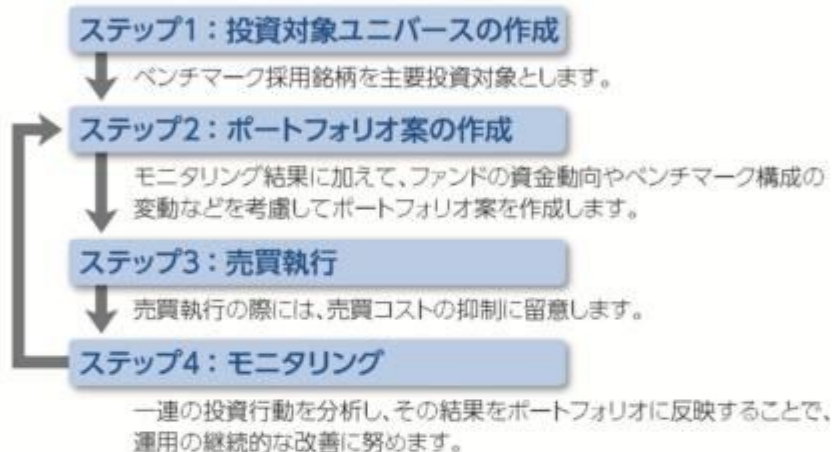 ステップ1：投資対象ユニバースの作成
ベンチマーク採用銘柄を主要投資対象とします。
ステップ2：ポートフォリオ案の作成
モニタリング結果に加えて、ファンドの資金動向やベンチマーク構成の
変動などを考慮してポートフォリオ案を作成します。
ステップ3：売買執行
売買執行の際には、売買コストの抑制に留意します。
ステップ4：モニタリング
一連の投資行動を分析し、その結果をポートフォリオに反映することで、
運用の継続的な改善に努めます。